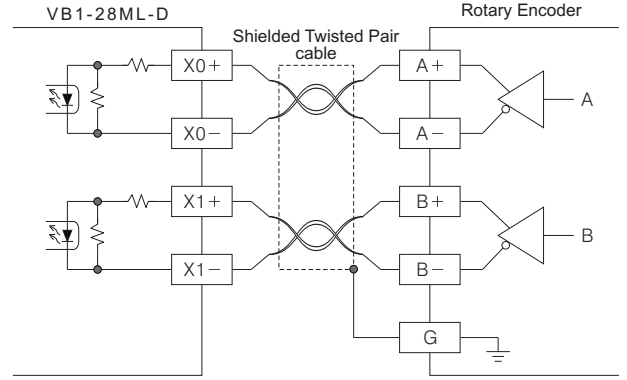 VB1-28ML-D
Rotary Encoder
Shielded Twisted Pair
cable
X0+
A+
A
X0−
A−
X1+
B+
B
X1−
B−
G